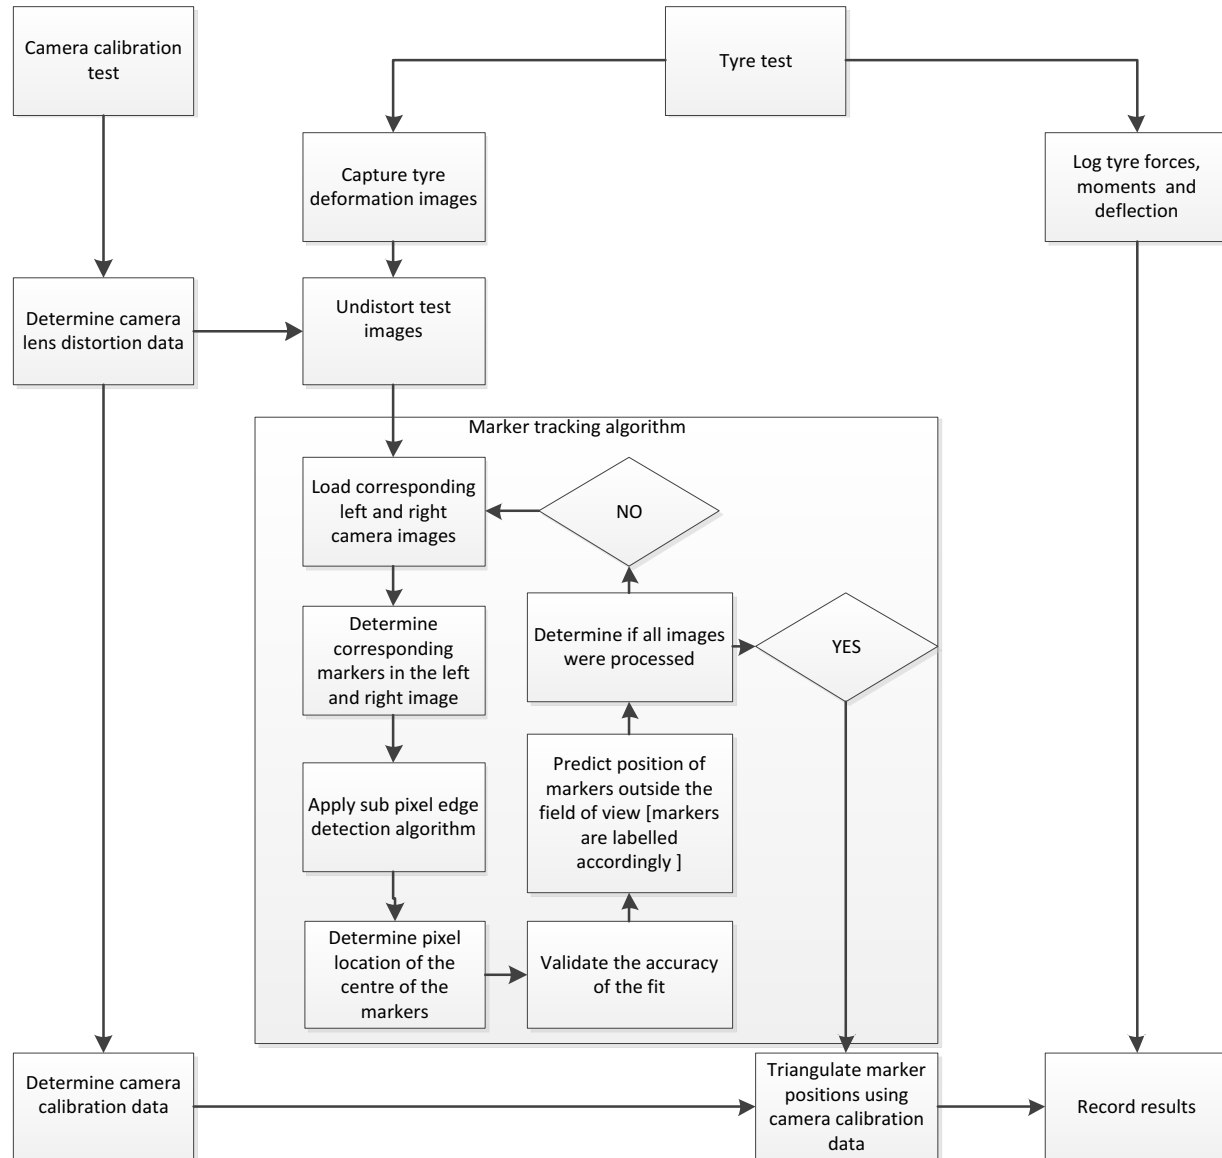 Camera calibration
test
Tyre test
Capture tyre
deformation images
Log tyre forces,
moments and
deflection
Determine camera
lens distortion data
Undistort test
images
Marker tracking algorithm
Load corresponding
left and right
camera images
NO
Determine
corresponding
markers in the left
and right image
Determine if all images
were processed
YES
Apply sub pixel edge
detection algorithm
Predict position of
markers outside the
field of view [markers
are labelled
accordingly ]
Determine pixel
location of the
centre of the
markers
Validate the accuracy
of the fit
Determine camera
calibration data
Triangulate marker
positions using
camera calibration
data
Record results